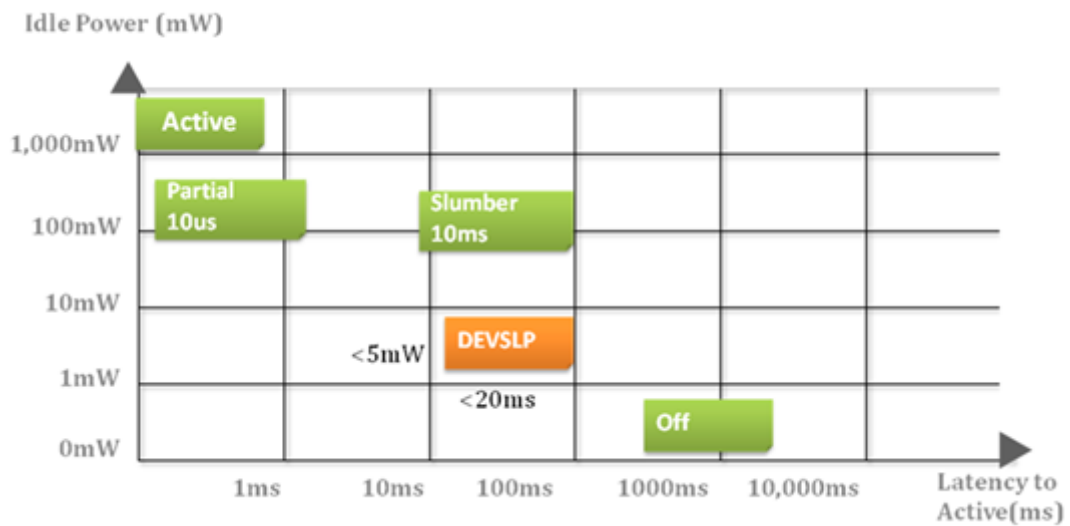 Idle Power (mW)
Active
1,000mW
Partial
10us
Slumber
10ms
100mW
10mW
DEVSLP
<5mW
1mW
<20ms
Off
0mW
1ms
10ms
100ms
1000ms
10,000ms
Latency to
Active(ms)